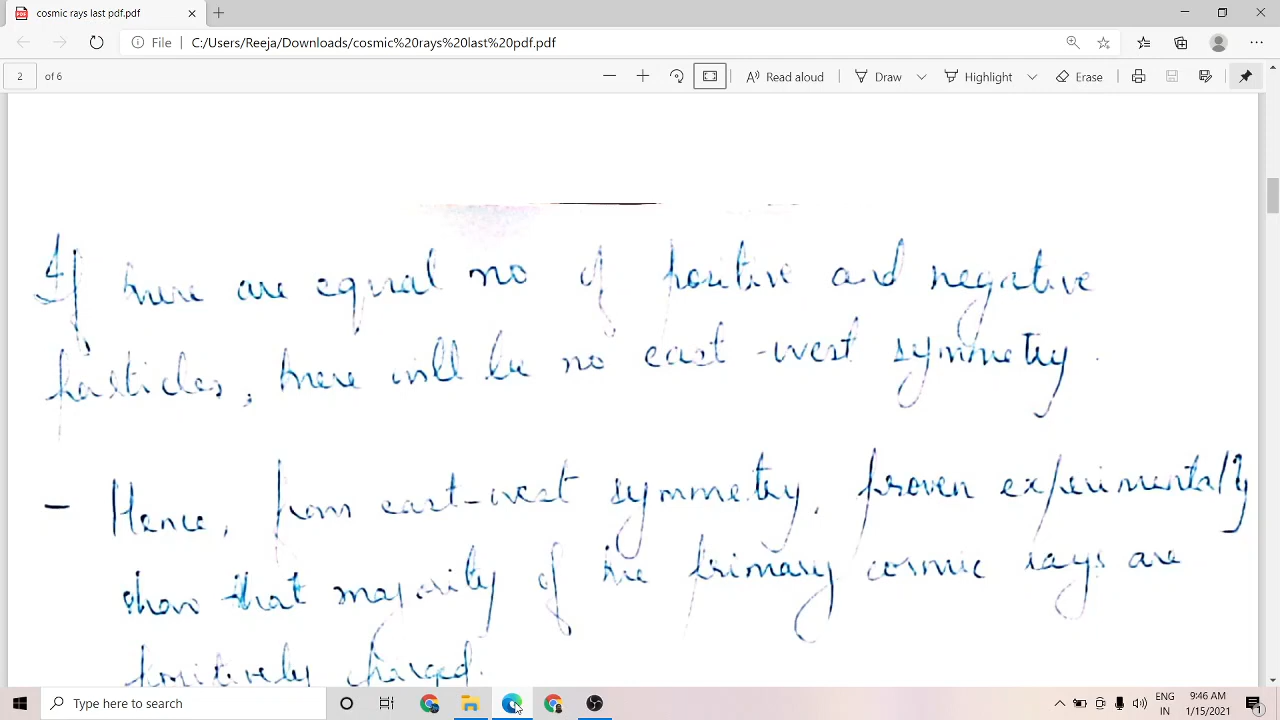 cosmic rays last pdf.pdf
File C:/Users/Reeja/Downloads/cosmic%20rays%20last%20pdf.pdf
2 of 6 Read aloud Draw Highlight Erase
If there are equal no of positive and negative
particles, there will be no east-west symmetry.
- Hence, from east-west symmetry, proven experimentally
show that majority of the primary cosmic rays are
positively charged.
Type here to search
ENG 9:46 AM
IN 1/15/2021